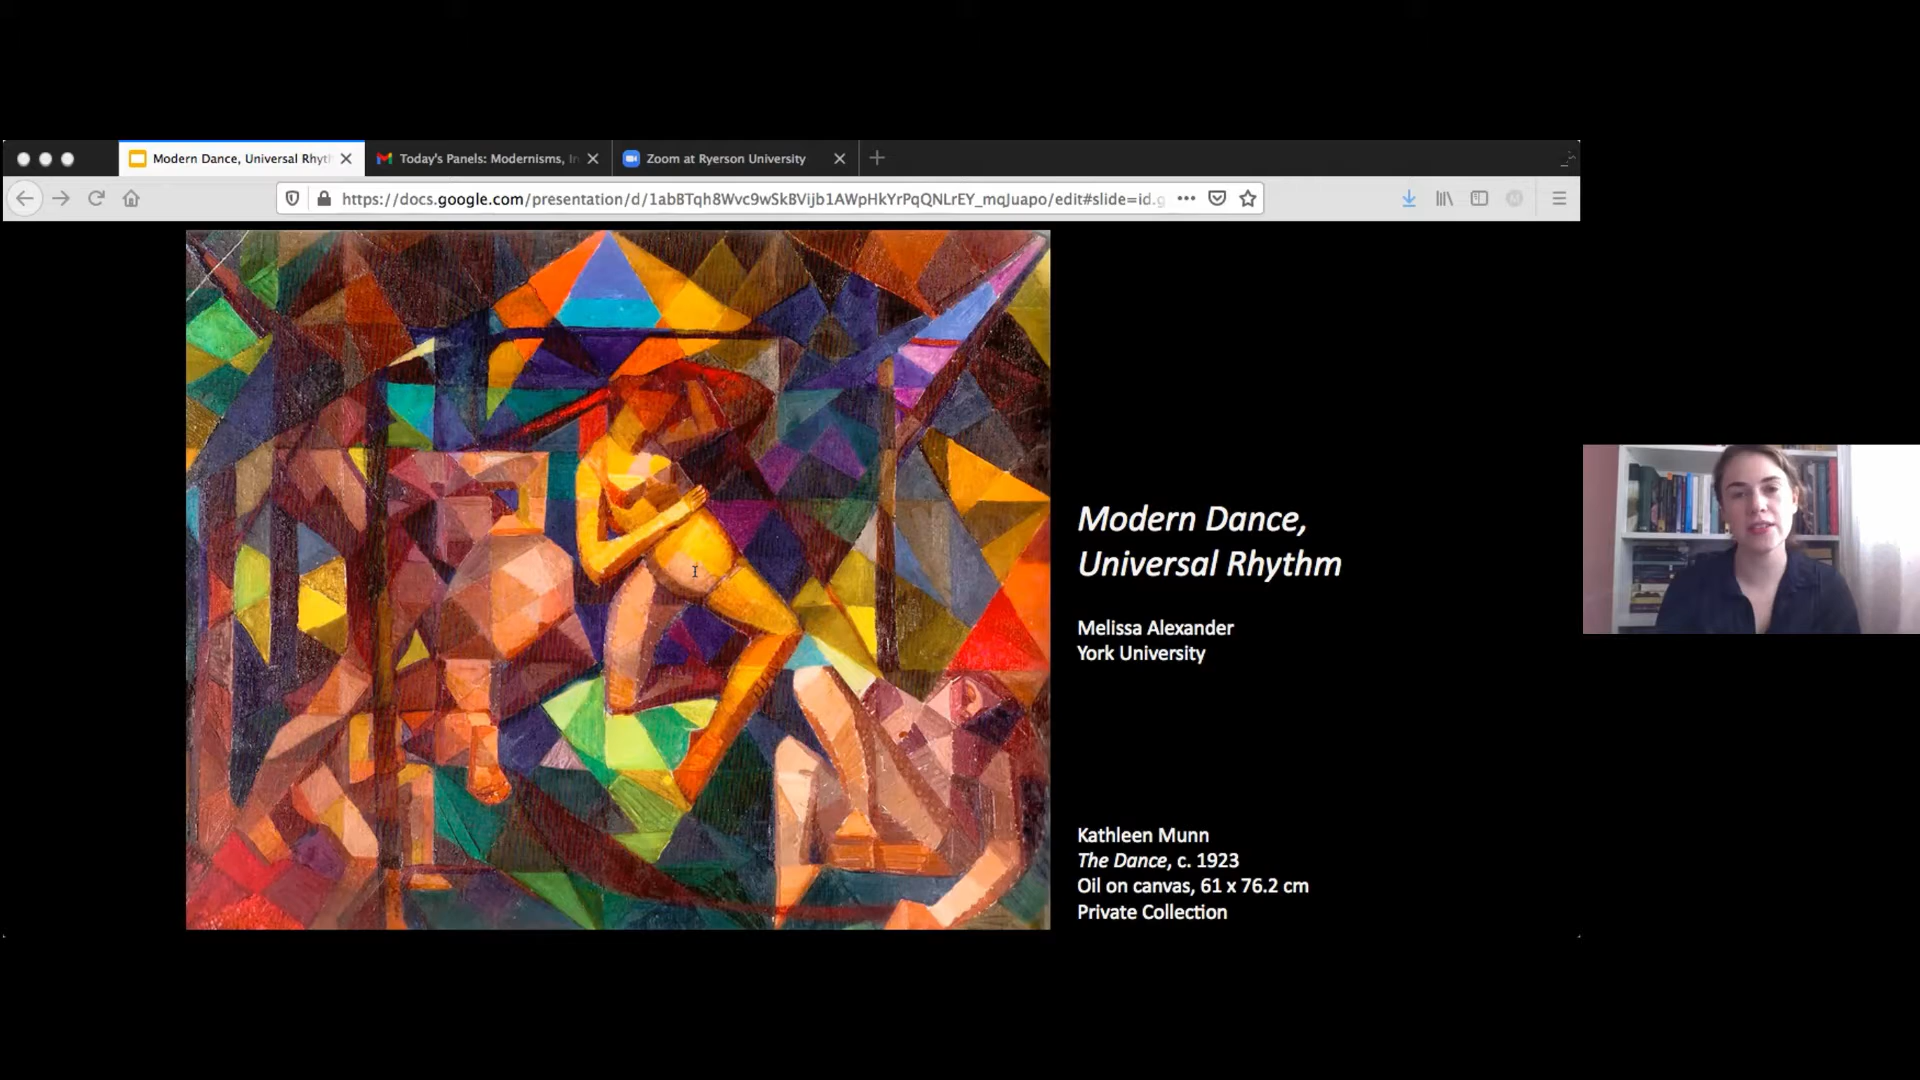 Modern Dance, Universal Rhyth
Today's Panels: Modernisms, In
Zoom at Ryerson University
https://docs.google.com/presentation/d/1abBTqh8Wvc9wSkBVijb1AWpHkYrPqQNLrEY_mqJuapo/edit#slide=id.g
Modern Dance,
Universal Rhythm
Melissa Alexander
York University
Kathleen Munn
The Dance, c. 1923
Oil on canvas, 61 x 76.2 cm
Private Collection